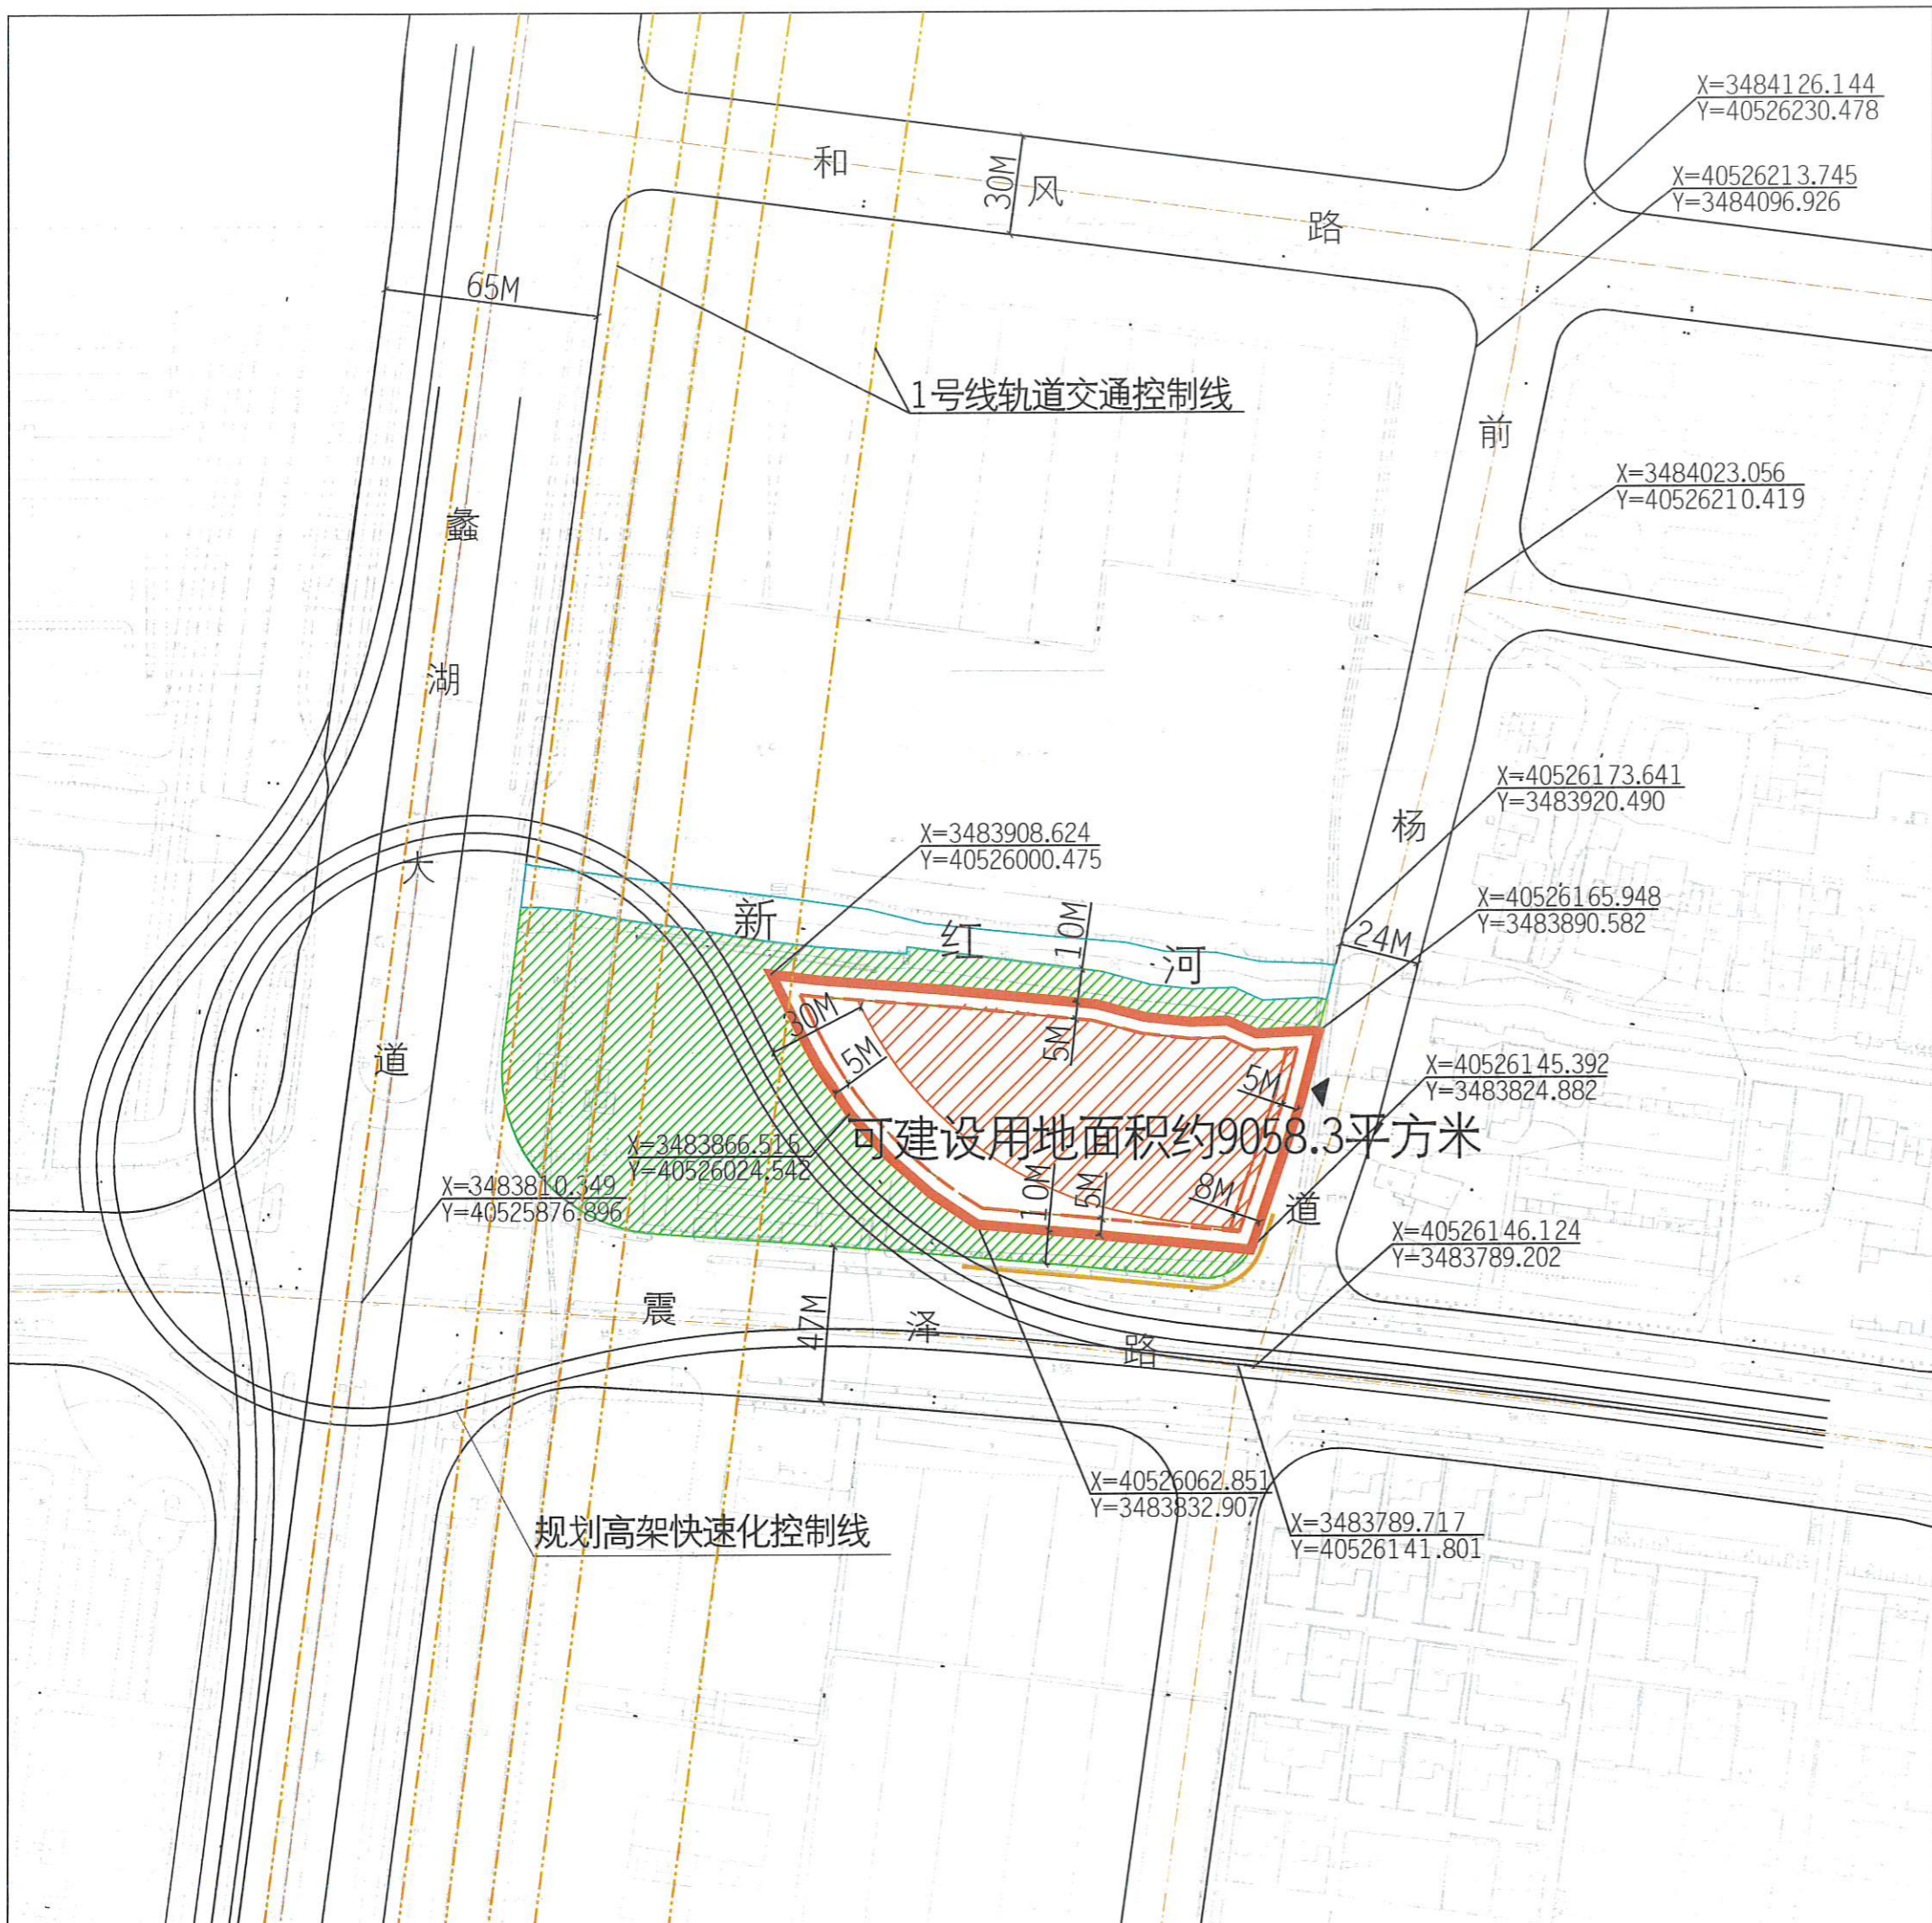 X=3484126.144
Y=40526230.478
和
30M
风
路
X=40526213.745
Y=3484096.926
65M
1号线轨道交通控制线
前
X=3484023.056
Y=40526210.419
蠡
湖
X=40526173.641
Y=3483920.490
杨
X=3483908.624
Y=40526000.475
大
X=40526165.948
Y=3483890.582
新
红
10M
河
24M
30M
5M
5M
道
X=40526145.392
Y=3483824.882
5M
可建设用地面积约9058.3平方米
X=3483866.515
Y=40526024.542
X=3483810.349
Y=40525876.896
10M
5M
8M
道
X=40526146.124
Y=3483789.202
震
47M
泽
路
X=40526062.851
Y=3483832.907
规划高架快速化控制线
X=3483789.717
Y=40526141.801